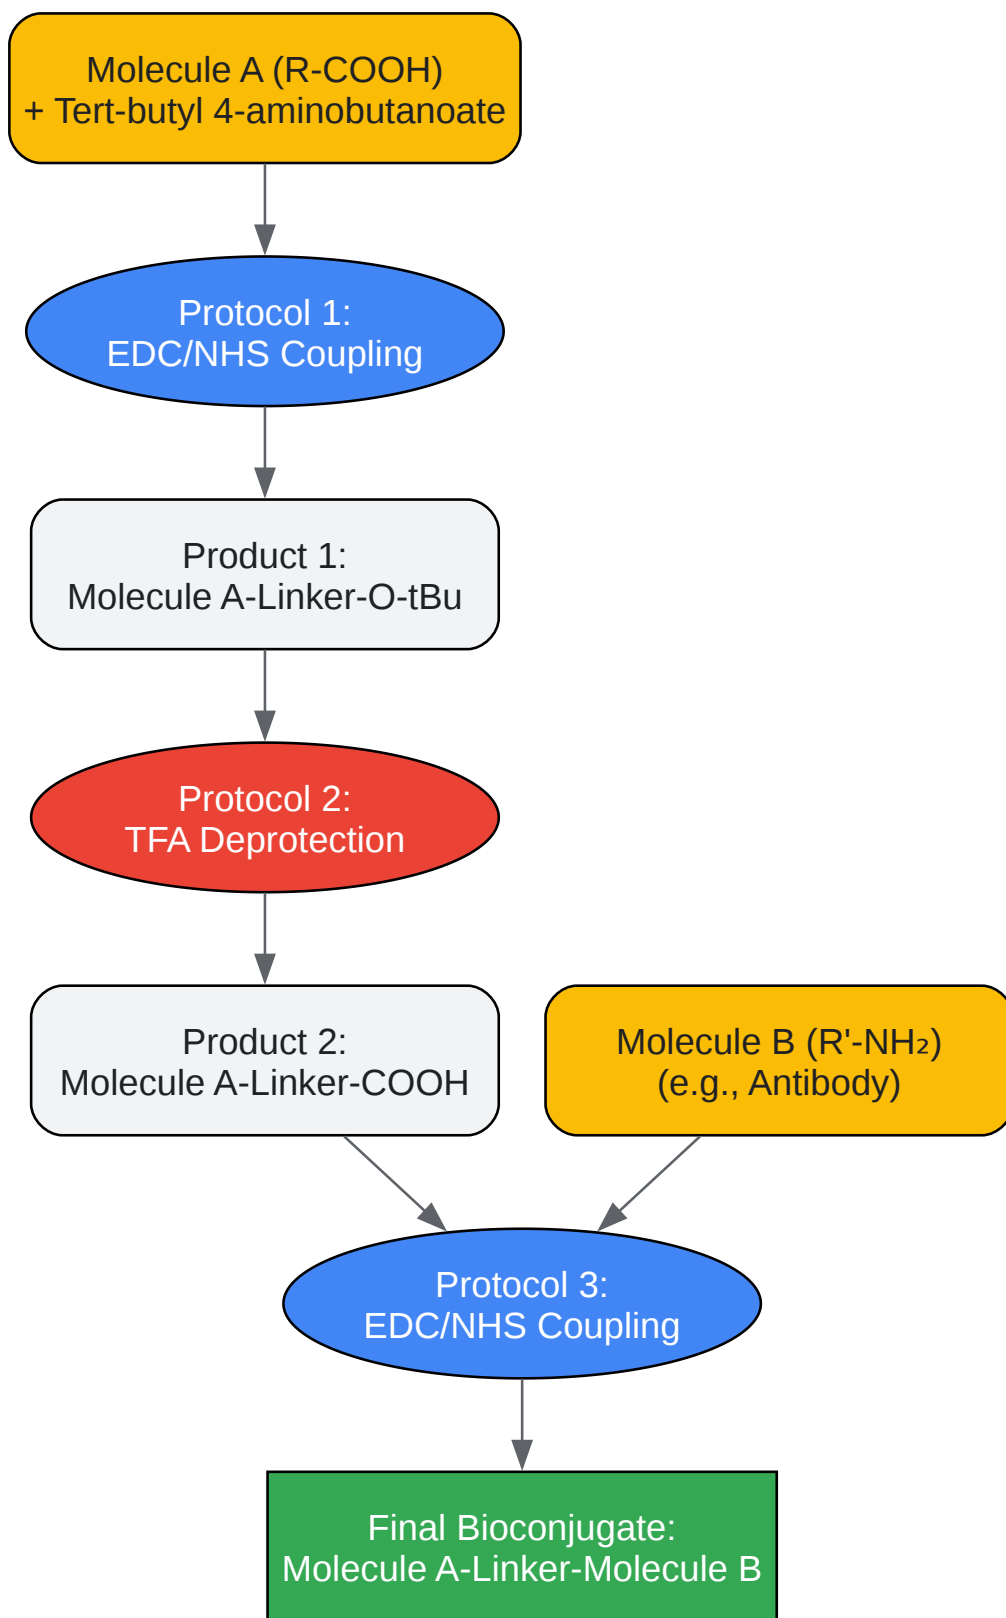 Molecule A (R-COOH)
+ Tert-butyl 4-aminobutanoate
Protocol 1:
EDC/NHS Coupling
Product 1:
Molecule A-Linker-O-tBu
Protocol 2:
TFA Deprotection
Product 2:
Molecule A-Linker-COOH
Molecule B (R'-NH₂)
(e.g., Antibody)
Protocol 3:
EDC/NHS Coupling
Final Bioconjugate:
Molecule A-Linker-Molecule B